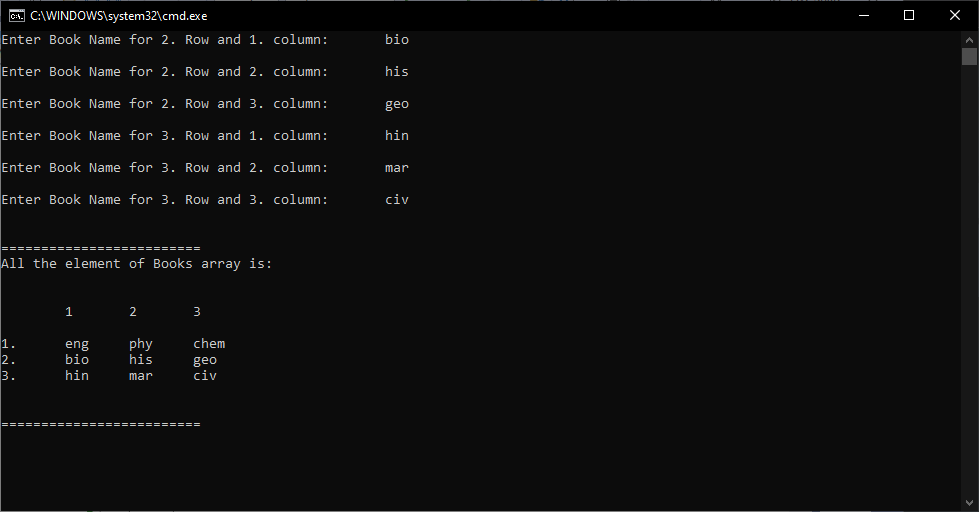 C:\WINDOWS\system32\cmd.exe
Enter Book Name for 2. Row and 1. column:       bio
Enter Book Name for 2. Row and 2. column:       his
Enter Book Name for 2. Row and 3. column:       geo
Enter Book Name for 3. Row and 1. column:       hin
Enter Book Name for 3. Row and 2. column:       mar
Enter Book Name for 3. Row and 3. column:       civ
=========================
All the element of Books array is:
        1       2       3
1.      eng     phy     chem
2.      bio     his     geo
3.      hin     mar     civ
=========================